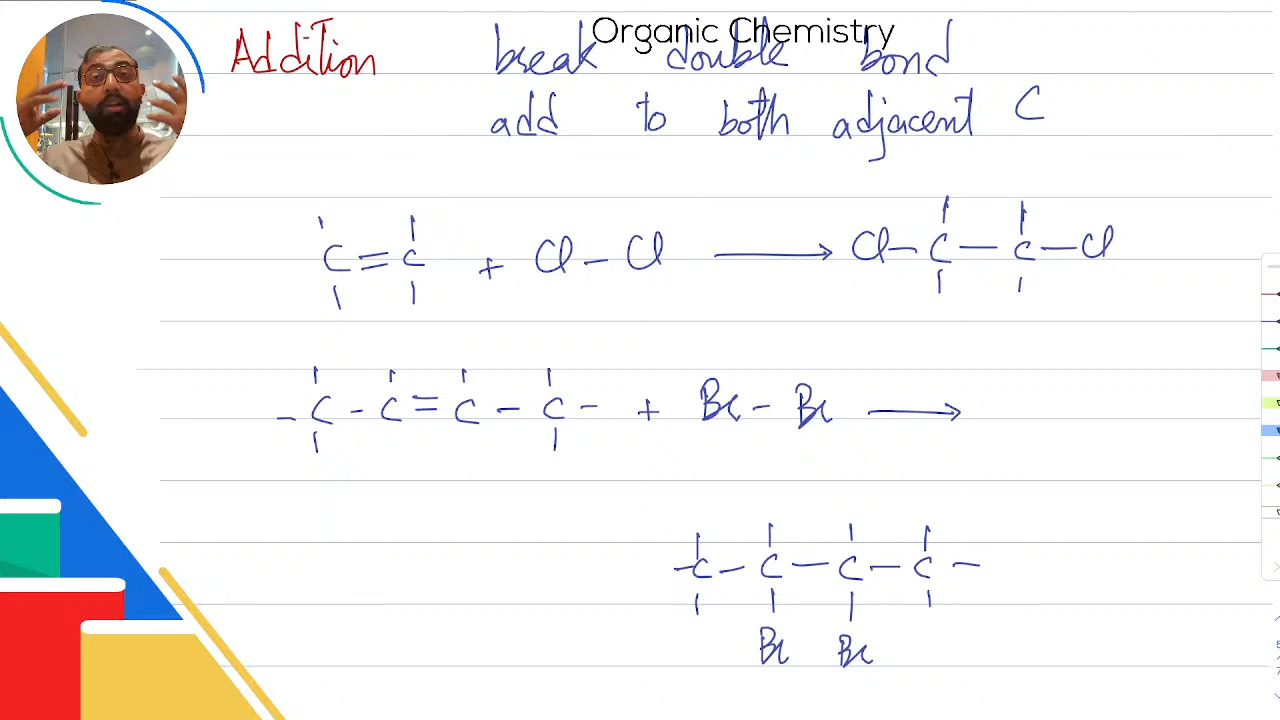 Organic Chemistry
Addition break double bond
add to both adjacent C
C = C + Cl - Cl → Cl - C - C - Cl
- C - C = C - C - + Br - Br →
- C - C - C - C -
Br Br